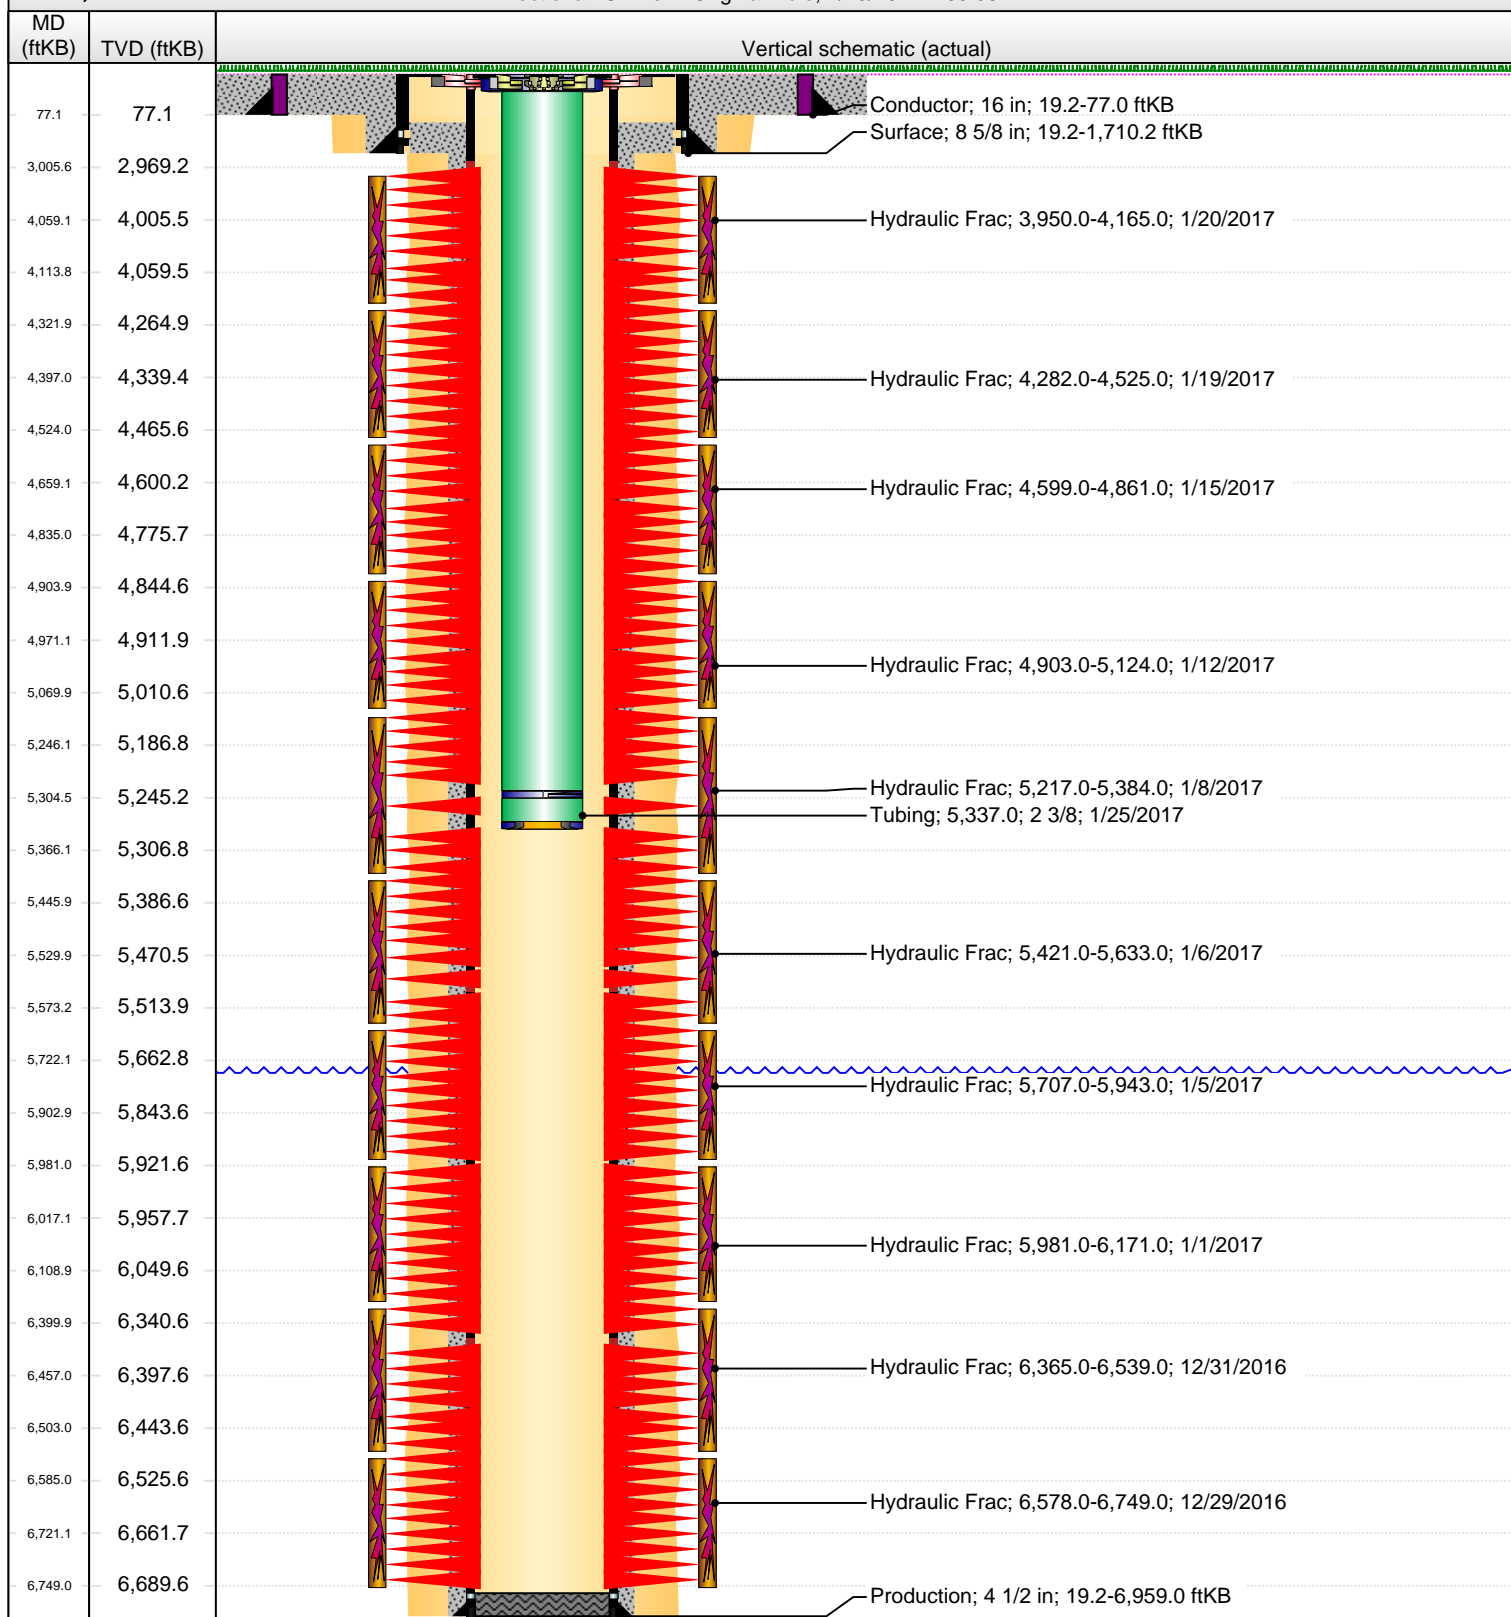 MD (ftKB)
TVD (ftKB)
Vertical schematic (actual)
77.1 77.1
3,005.6 2,969.2
4,059.1 4,005.5
4,113.8 4,059.5
4,321.9 4,264.9
4,397.0 4,339.4
4,524.0 4,465.6
4,659.1 4,600.2
4,835.0 4,775.7
4,903.9 4,844.6
4,971.1 4,911.9
5,069.9 5,010.6
5,246.1 5,186.8
5,304.5 5,245.2
5,366.1 5,306.8
5,445.9 5,386.6
5,529.9 5,470.5
5,573.2 5,513.9
5,722.1 5,662.8
5,902.9 5,843.6
5,981.0 5,921.6
6,017.1 5,957.7
6,108.9 6,049.6
6,399.9 6,340.6
6,457.0 6,397.6
6,503.0 6,443.6
6,585.0 6,525.6
6,721.1 6,661.7
6,749.0 6,689.6
Conductor; 16 in; 19.2-77.0 ftKB
Surface; 8 5/8 in; 19.2-1,710.2 ftKB
Hydraulic Frac; 3,950.0-4,165.0; 1/20/2017
Hydraulic Frac; 4,282.0-4,525.0; 1/19/2017
Hydraulic Frac; 4,599.0-4,861.0; 1/15/2017
Hydraulic Frac; 4,903.0-5,124.0; 1/12/2017
Hydraulic Frac; 5,217.0-5,384.0; 1/8/2017
Tubing; 5,337.0; 2 3/8; 1/25/2017
Hydraulic Frac; 5,421.0-5,633.0; 1/6/2017
Hydraulic Frac; 5,707.0-5,943.0; 1/5/2017
Hydraulic Frac; 5,981.0-6,171.0; 1/1/2017
Hydraulic Frac; 6,365.0-6,539.0; 12/31/2016
Hydraulic Frac; 6,578.0-6,749.0; 12/29/2016
Production; 4 1/2 in; 19.2-6,959.0 ftKB